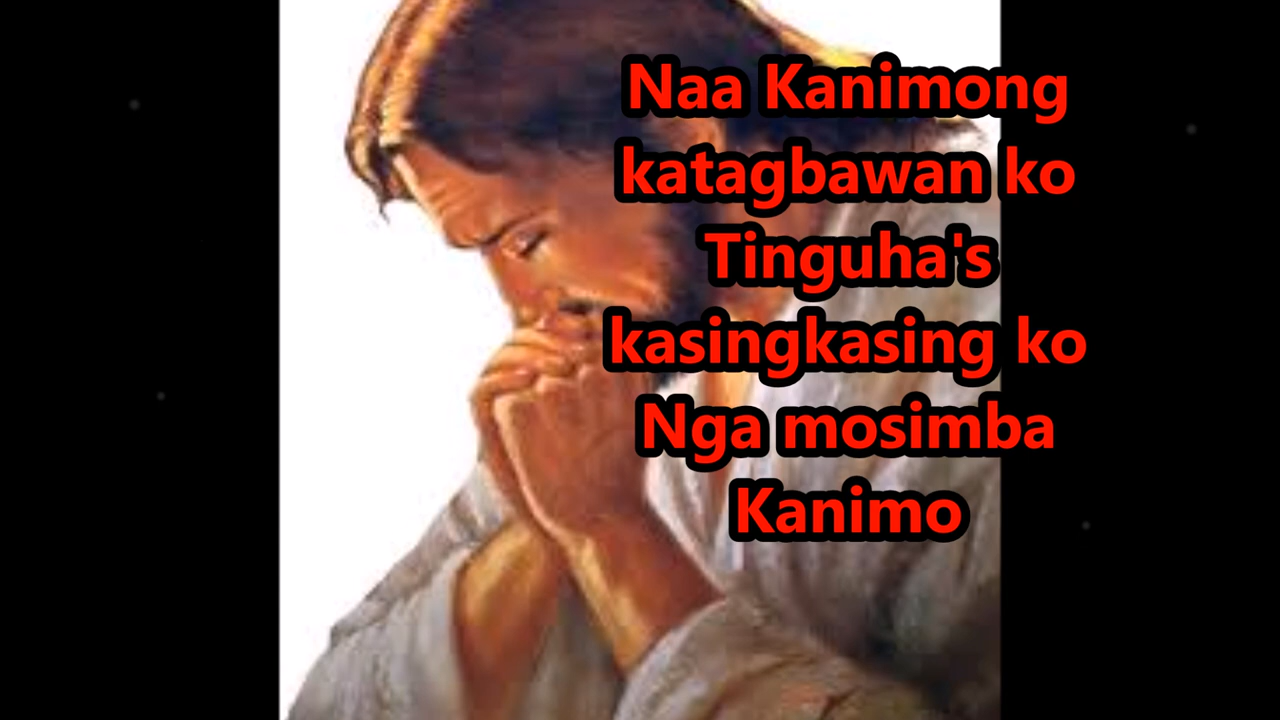 Naa Kanimong
katagbawan ko
Tinguha's
kasingkasing ko
Nga mosimba
Kanimo